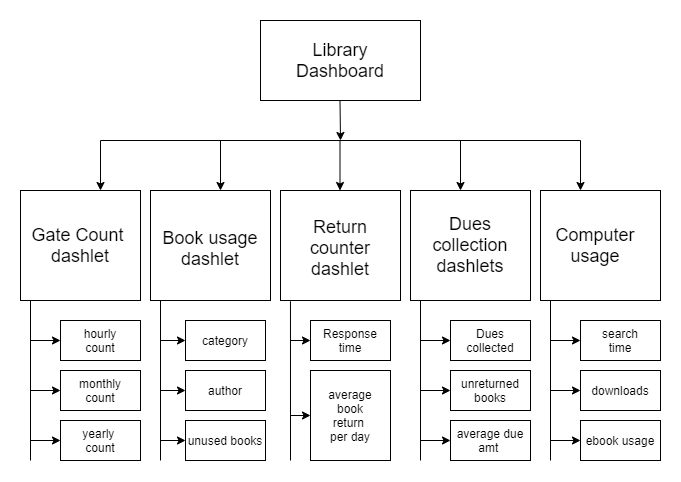 Library
Dashboard
Gate Count
dashlet
Book usage
dashlet
Return
counter
dashlet
Dues
collection
dashlets
Computer
usage
hourly
count
monthly
count
yearly
count
category
author
unused books
Response
time
average
book
return
per day
Dues
collected
unreturned
books
average due
amt
search
time
downloads
ebook usage